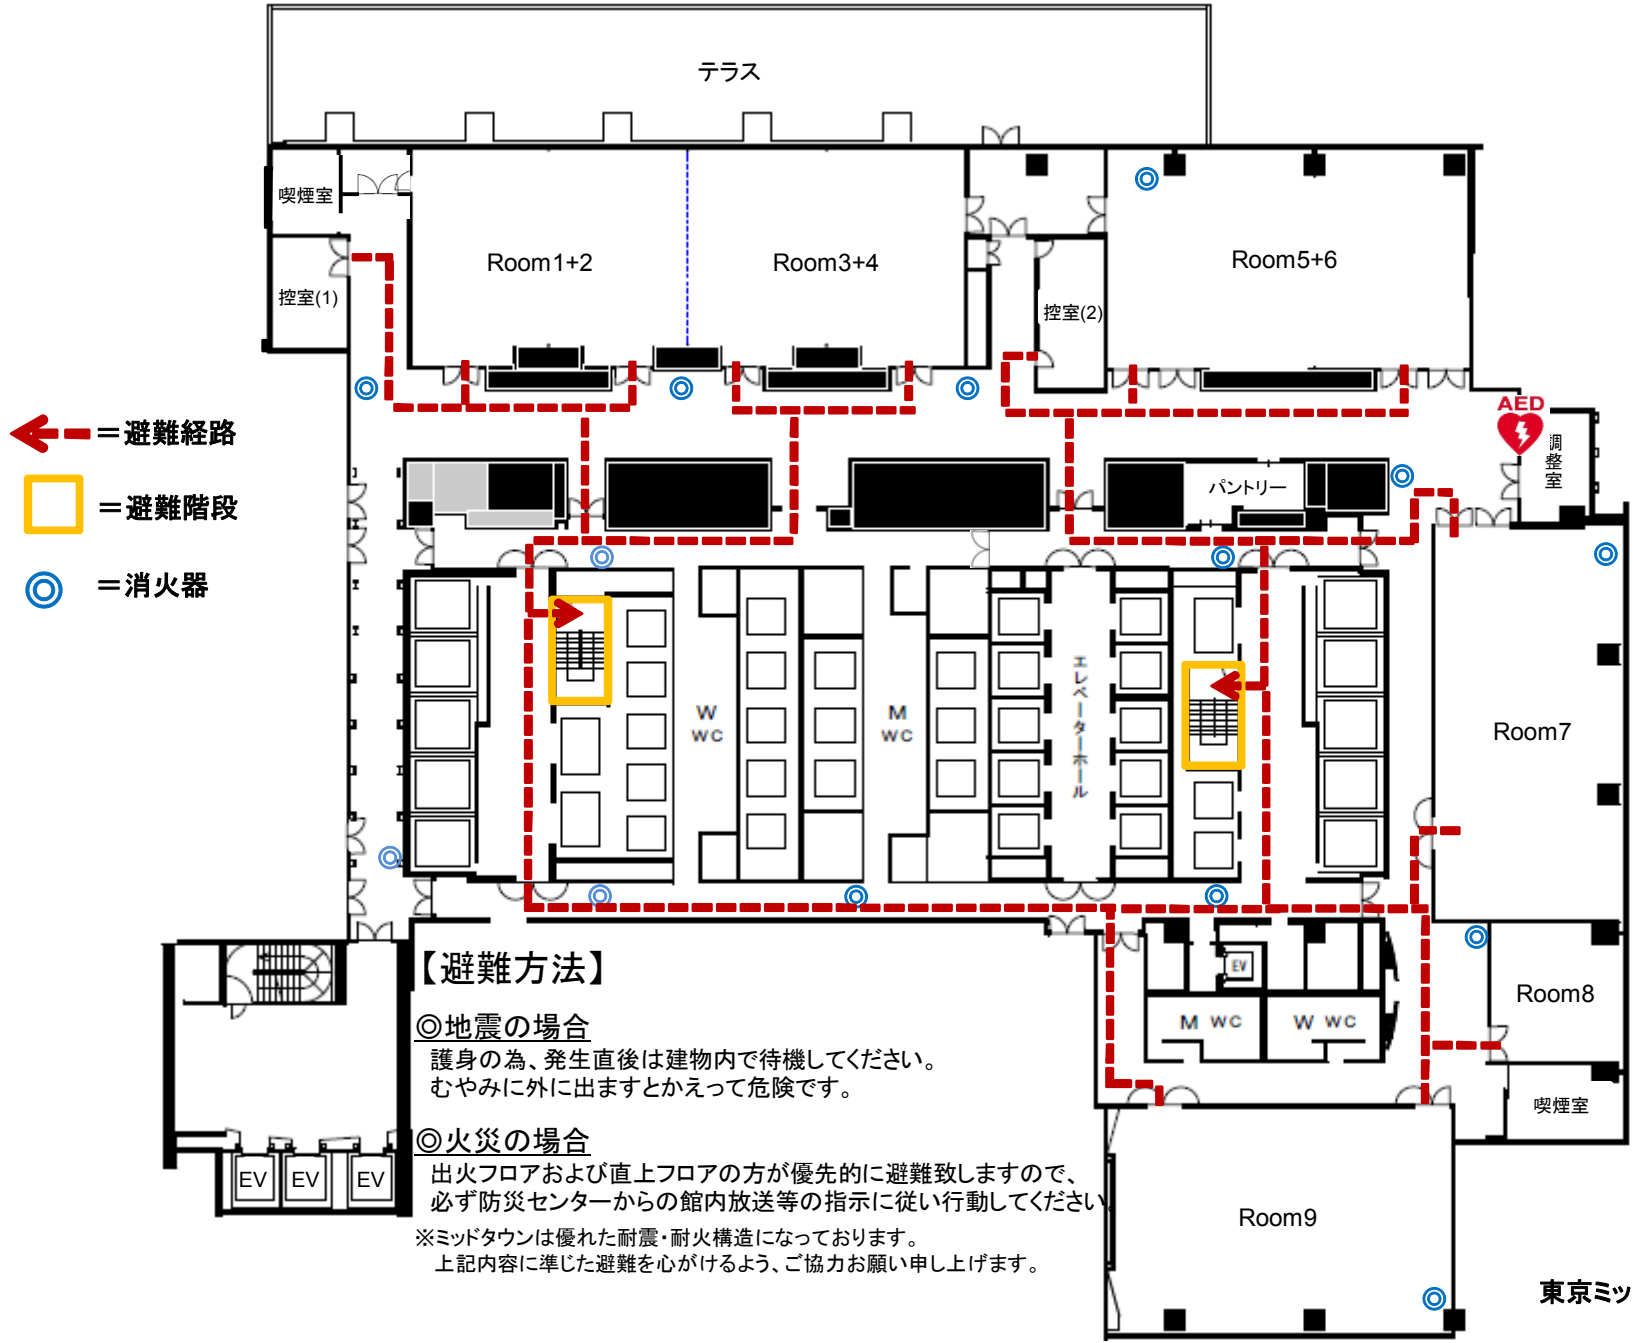 テラス
喫煙室
Room1+2
Room3+4
Room5+6
控室(1)
控室(2)
AED
調整室
＝避難経路
パントリー
＝避難階段
＝消火器
エレベーターホール
W
WC
M
WC
Room7
【避難方法】
EV
Room8
M WC
W WC
◎地震の場合
護身の為、発生直後は建物内で待機してください。
むやみに外に出ますとかえって危険です。
喫煙室
◎火災の場合
出火フロアおよび直上フロアの方が優先的に避難致しますので、
必ず防災センターからの館内放送等の指示に従い行動してください
EV
EV
EV
Room9
※ミッドタウンは優れた耐震・耐火構造になっております。
上記内容に準じた避難を心がけるよう、ご協力お願い申し上げます。
東京ミッ